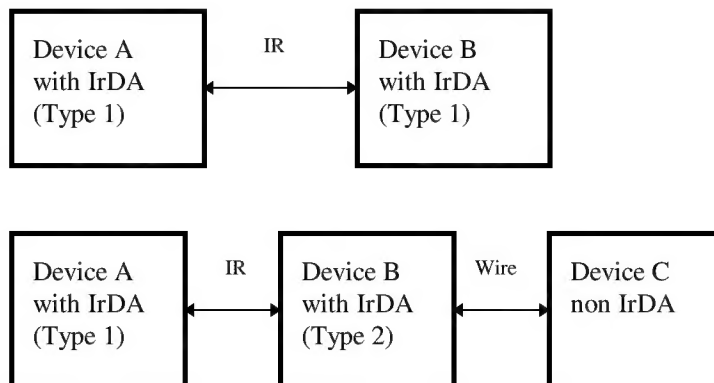 Device A
with IrDA
(Type 1)
IR
Device B
with IrDA
(Type 1)
Device A
with IrDA
(Type 1)
IR
Device B
with IrDA
(Type 2)
Wire
Device C
non IrDA